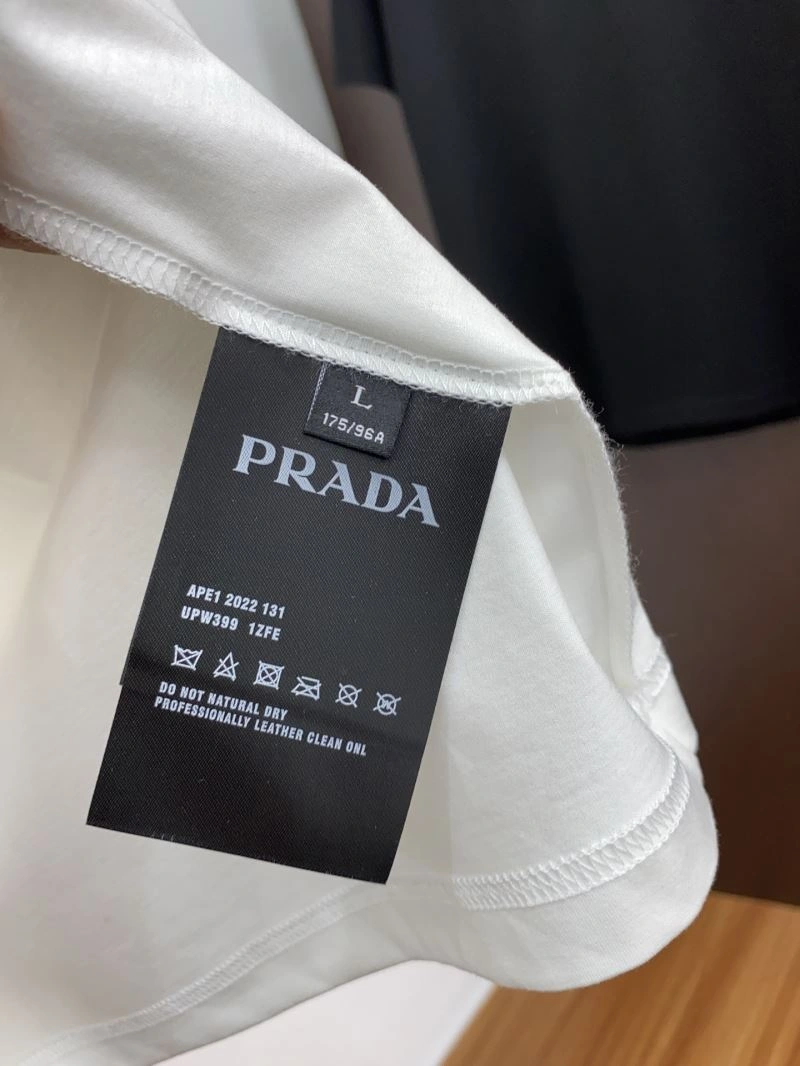 L
175/96A
PRADA
APE1 2022 131
UPW399 1ZFE
DO NOT NATURAL DRY
PROFESSIONALLY LEATHER CLEAN ONL